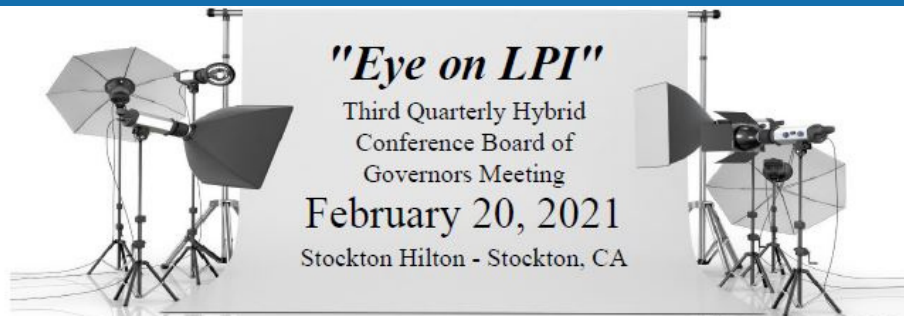 "Eye on LPI"
Third Quarterly Hybrid
Conference Board of
Governors Meeting
February 20, 2021
Stockton Hilton - Stockton, CA